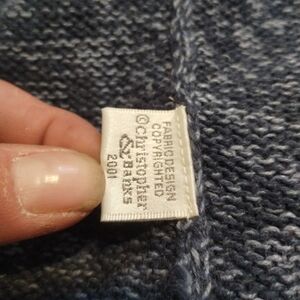 FABRIC DESIGN
COPYRIGHTED
©Christopher
& Banks
2001